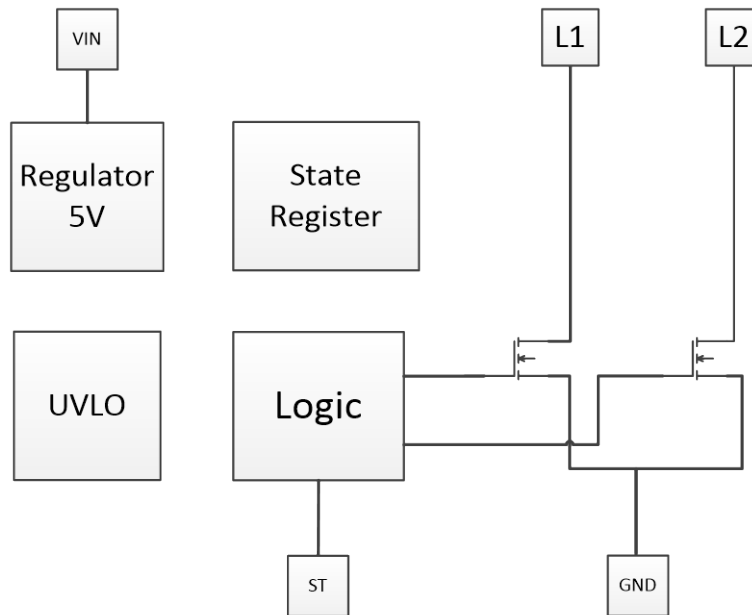 VIN
L1
L2
Regulator
5V
State
Register
UVLO
Logic
ST
GND